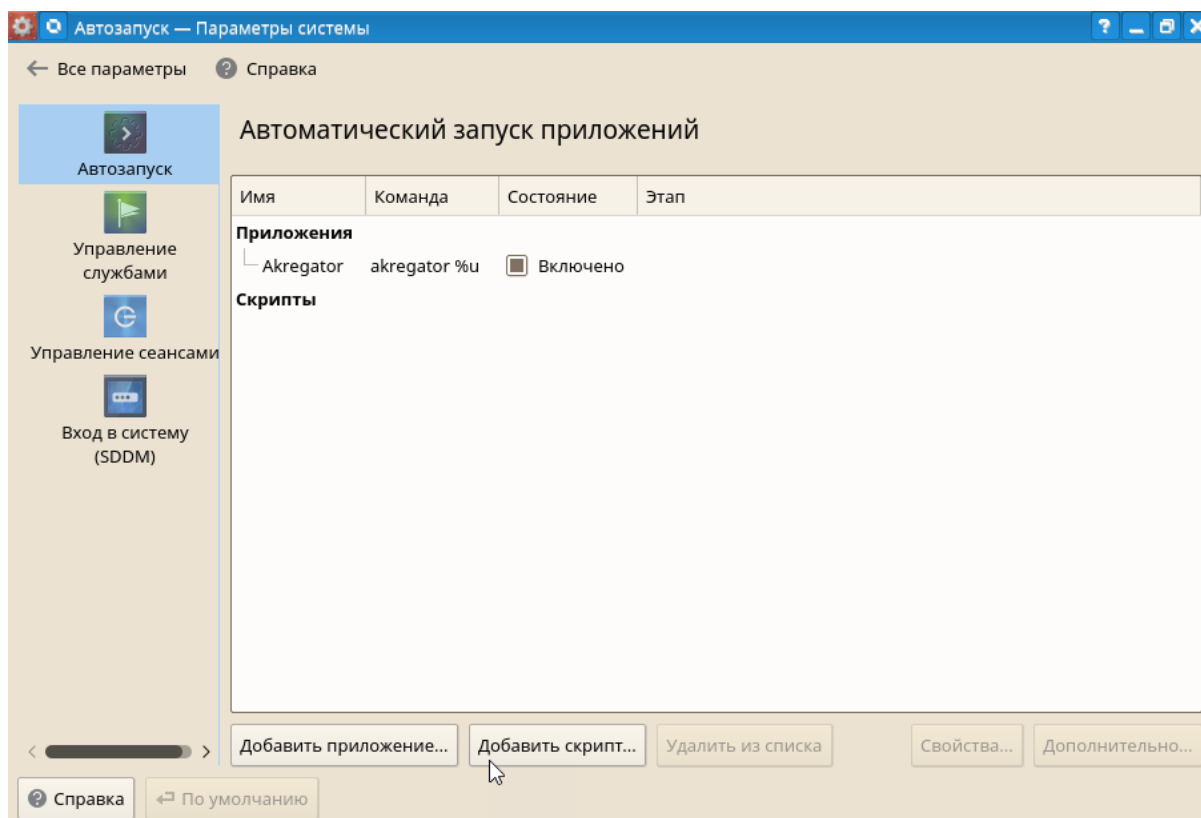 Автозапуск — Параметры системы
Все параметры Справка
Автозапуск
Управление
службами
Управление сеансами
Вход в систему
(SDDM)
Автоматический запуск приложений
Имя Команда Состояние Этап
Приложения
Akregator akregator %u Включено
Скрипты
Добавить приложение... Добавить скрипт... Удалить из списка Свойства... Дополнительно...
Справка По умолчанию